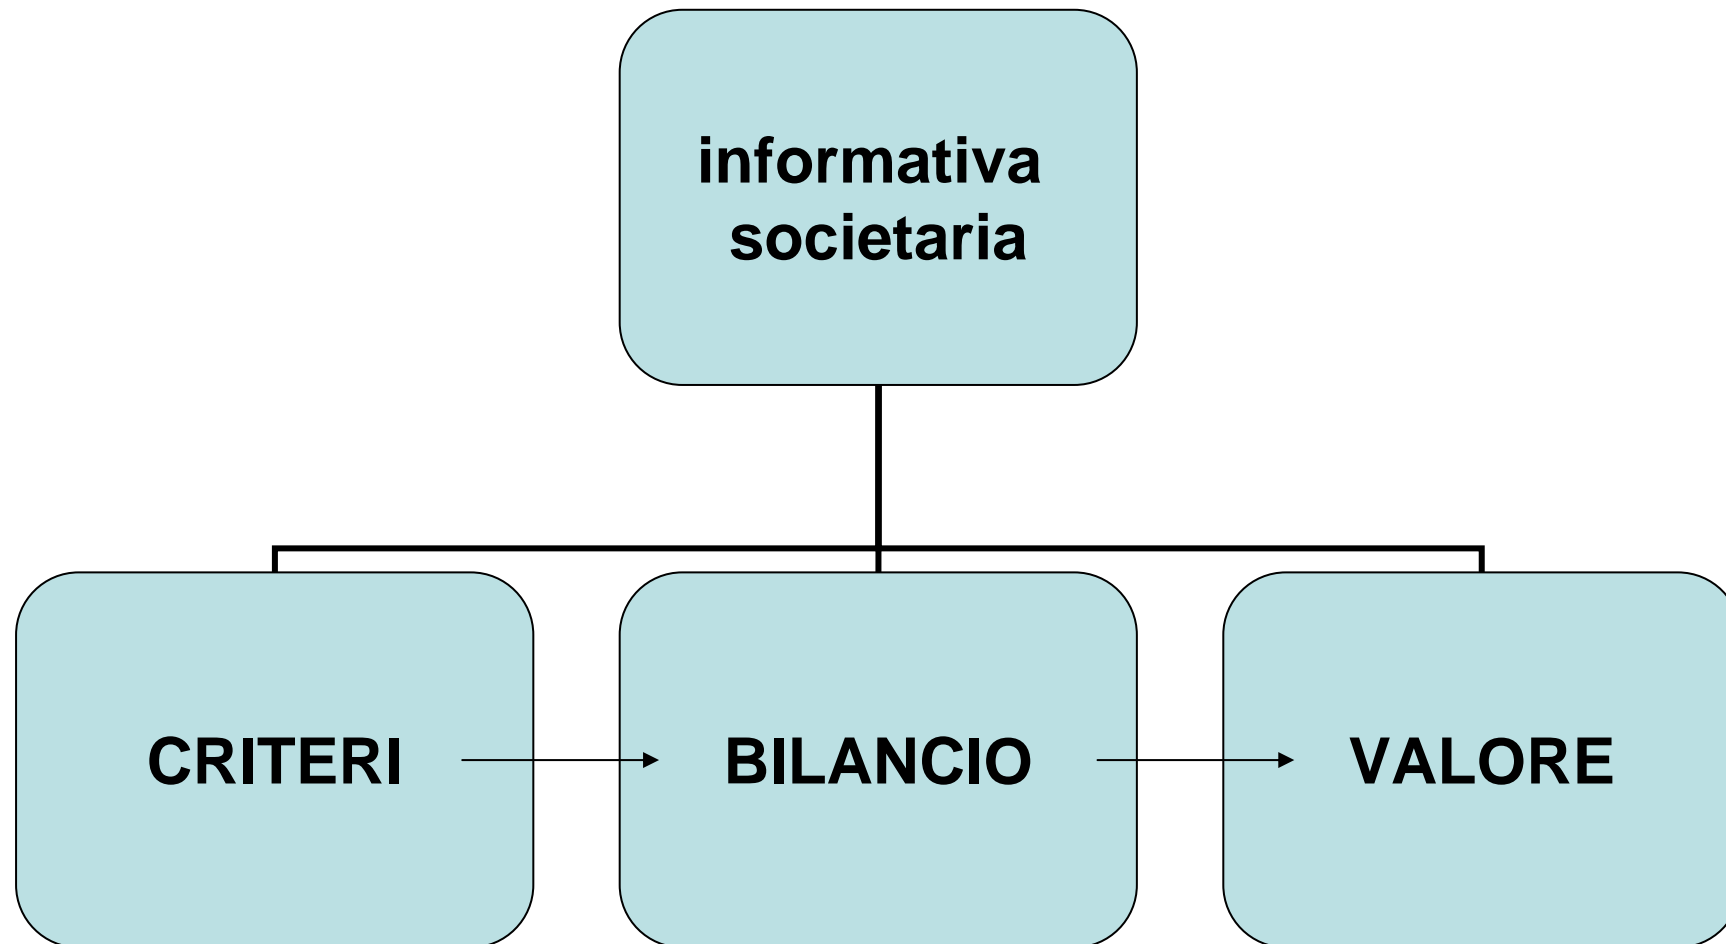 informativa
societaria
CRITERI
BILANCIO
VALORE